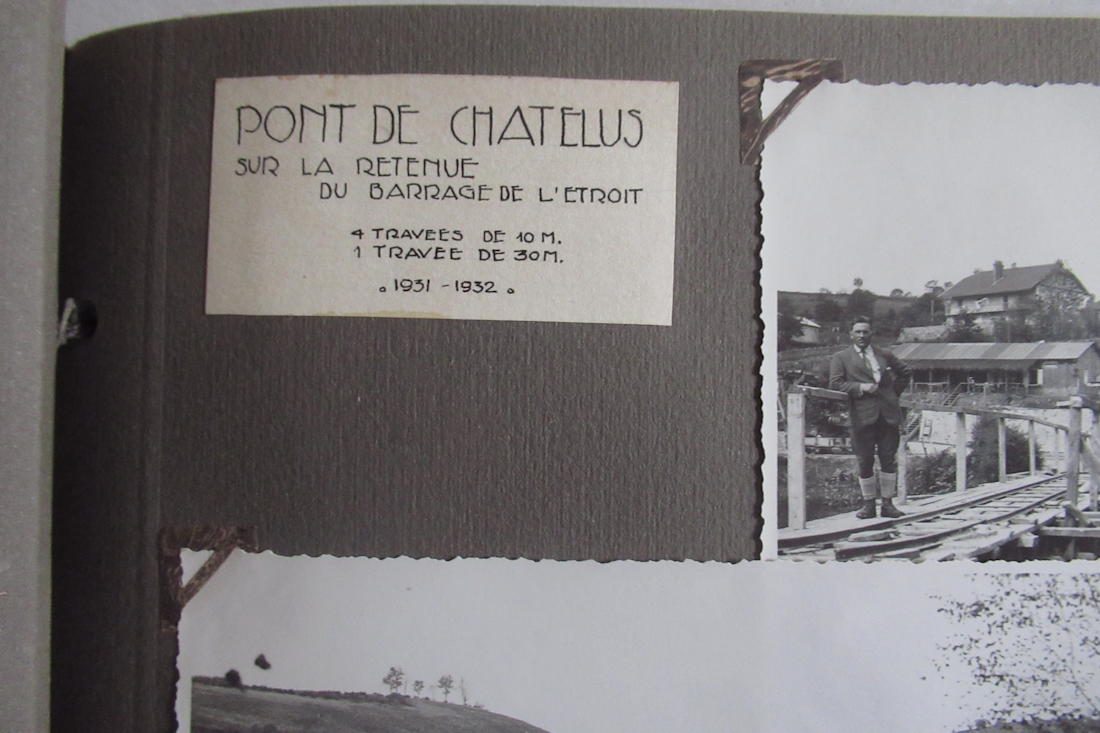 PONT DE CHATELUS
SUR LA RETENUE
DU BARRAGE DE L'ETROIT
4 TRAVEES DE 10 M.
1 TRAVEE DE 30 M.
. 1931 - 1932 .